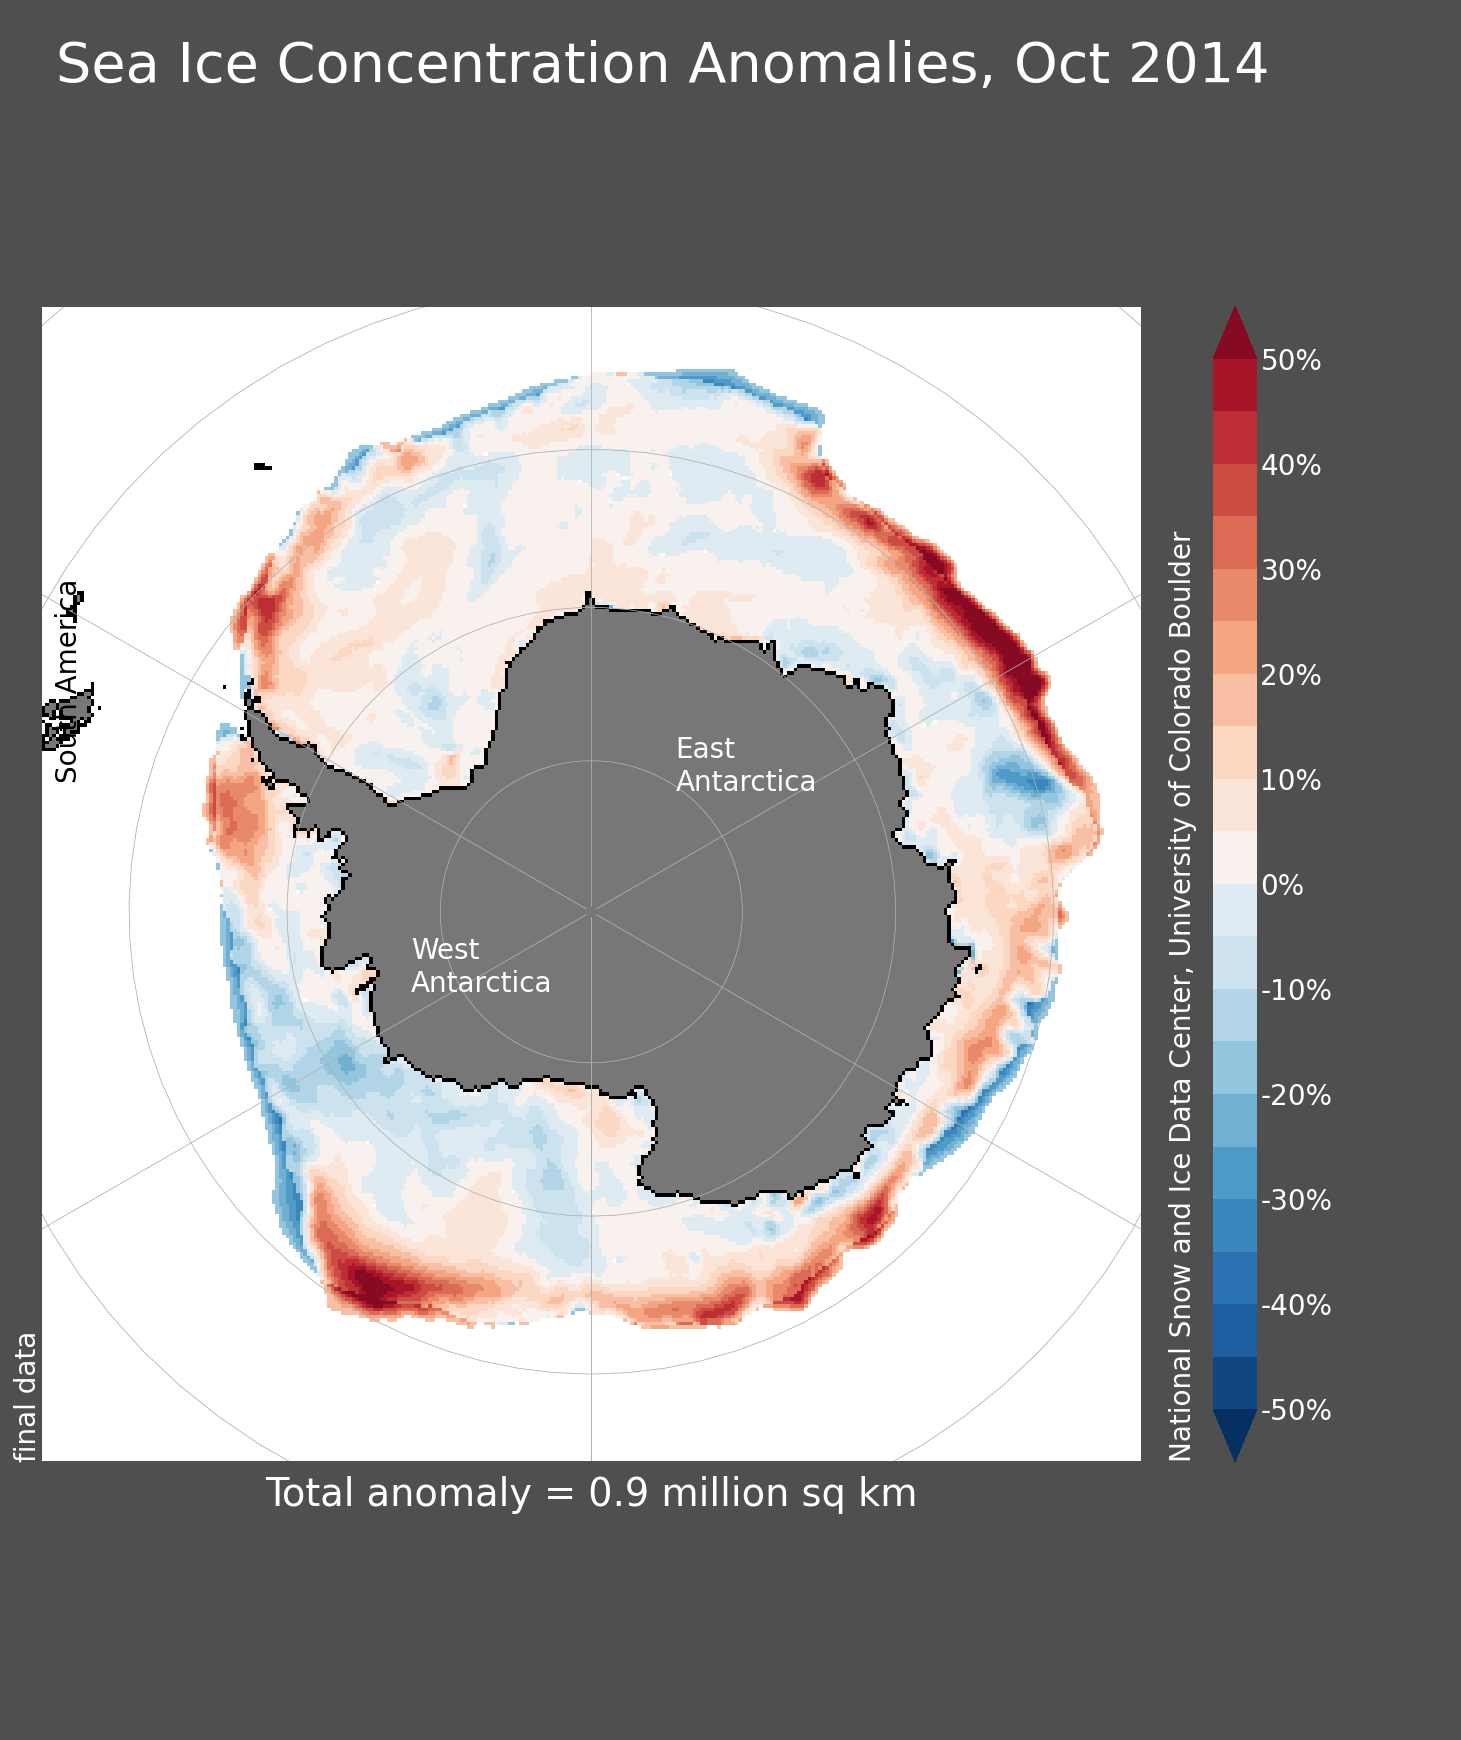 Sea Ice Concentration Anomalies, Oct 2014
South America
East
Antarctica
West
Antarctica
final data
National Snow and Ice Data Center, University of Colorado Boulder
50%
40%
30%
20%
10%
0%
-10%
-20%
-30%
-40%
-50%
Total anomaly = 0.9 million sq km